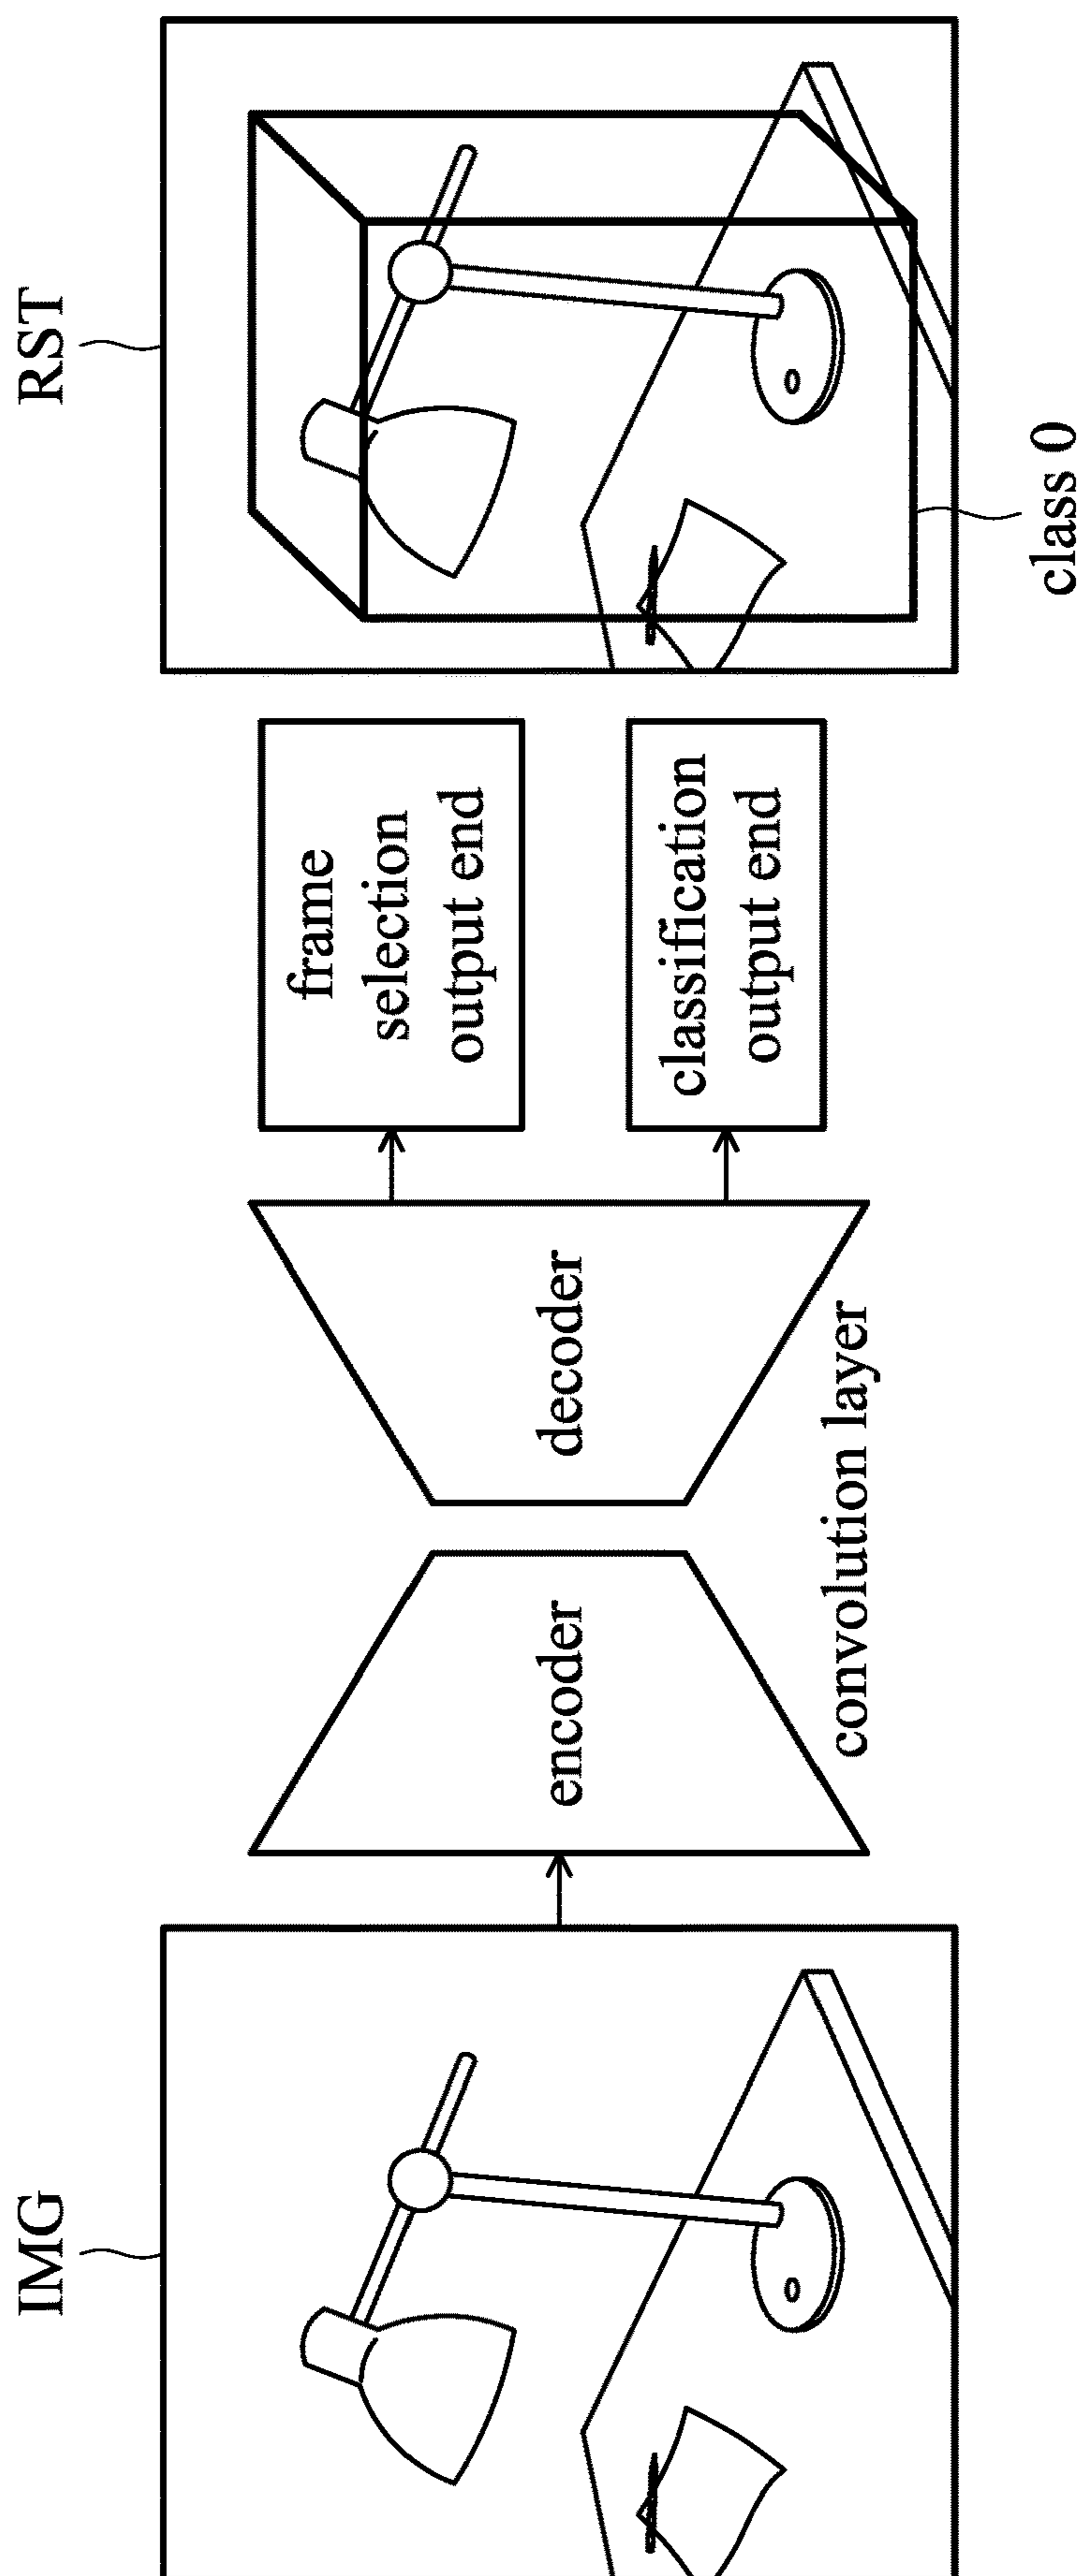 IMG
encoder
decoder
convolution layer
frame
selection
output end
classification
output end
RST
class 0